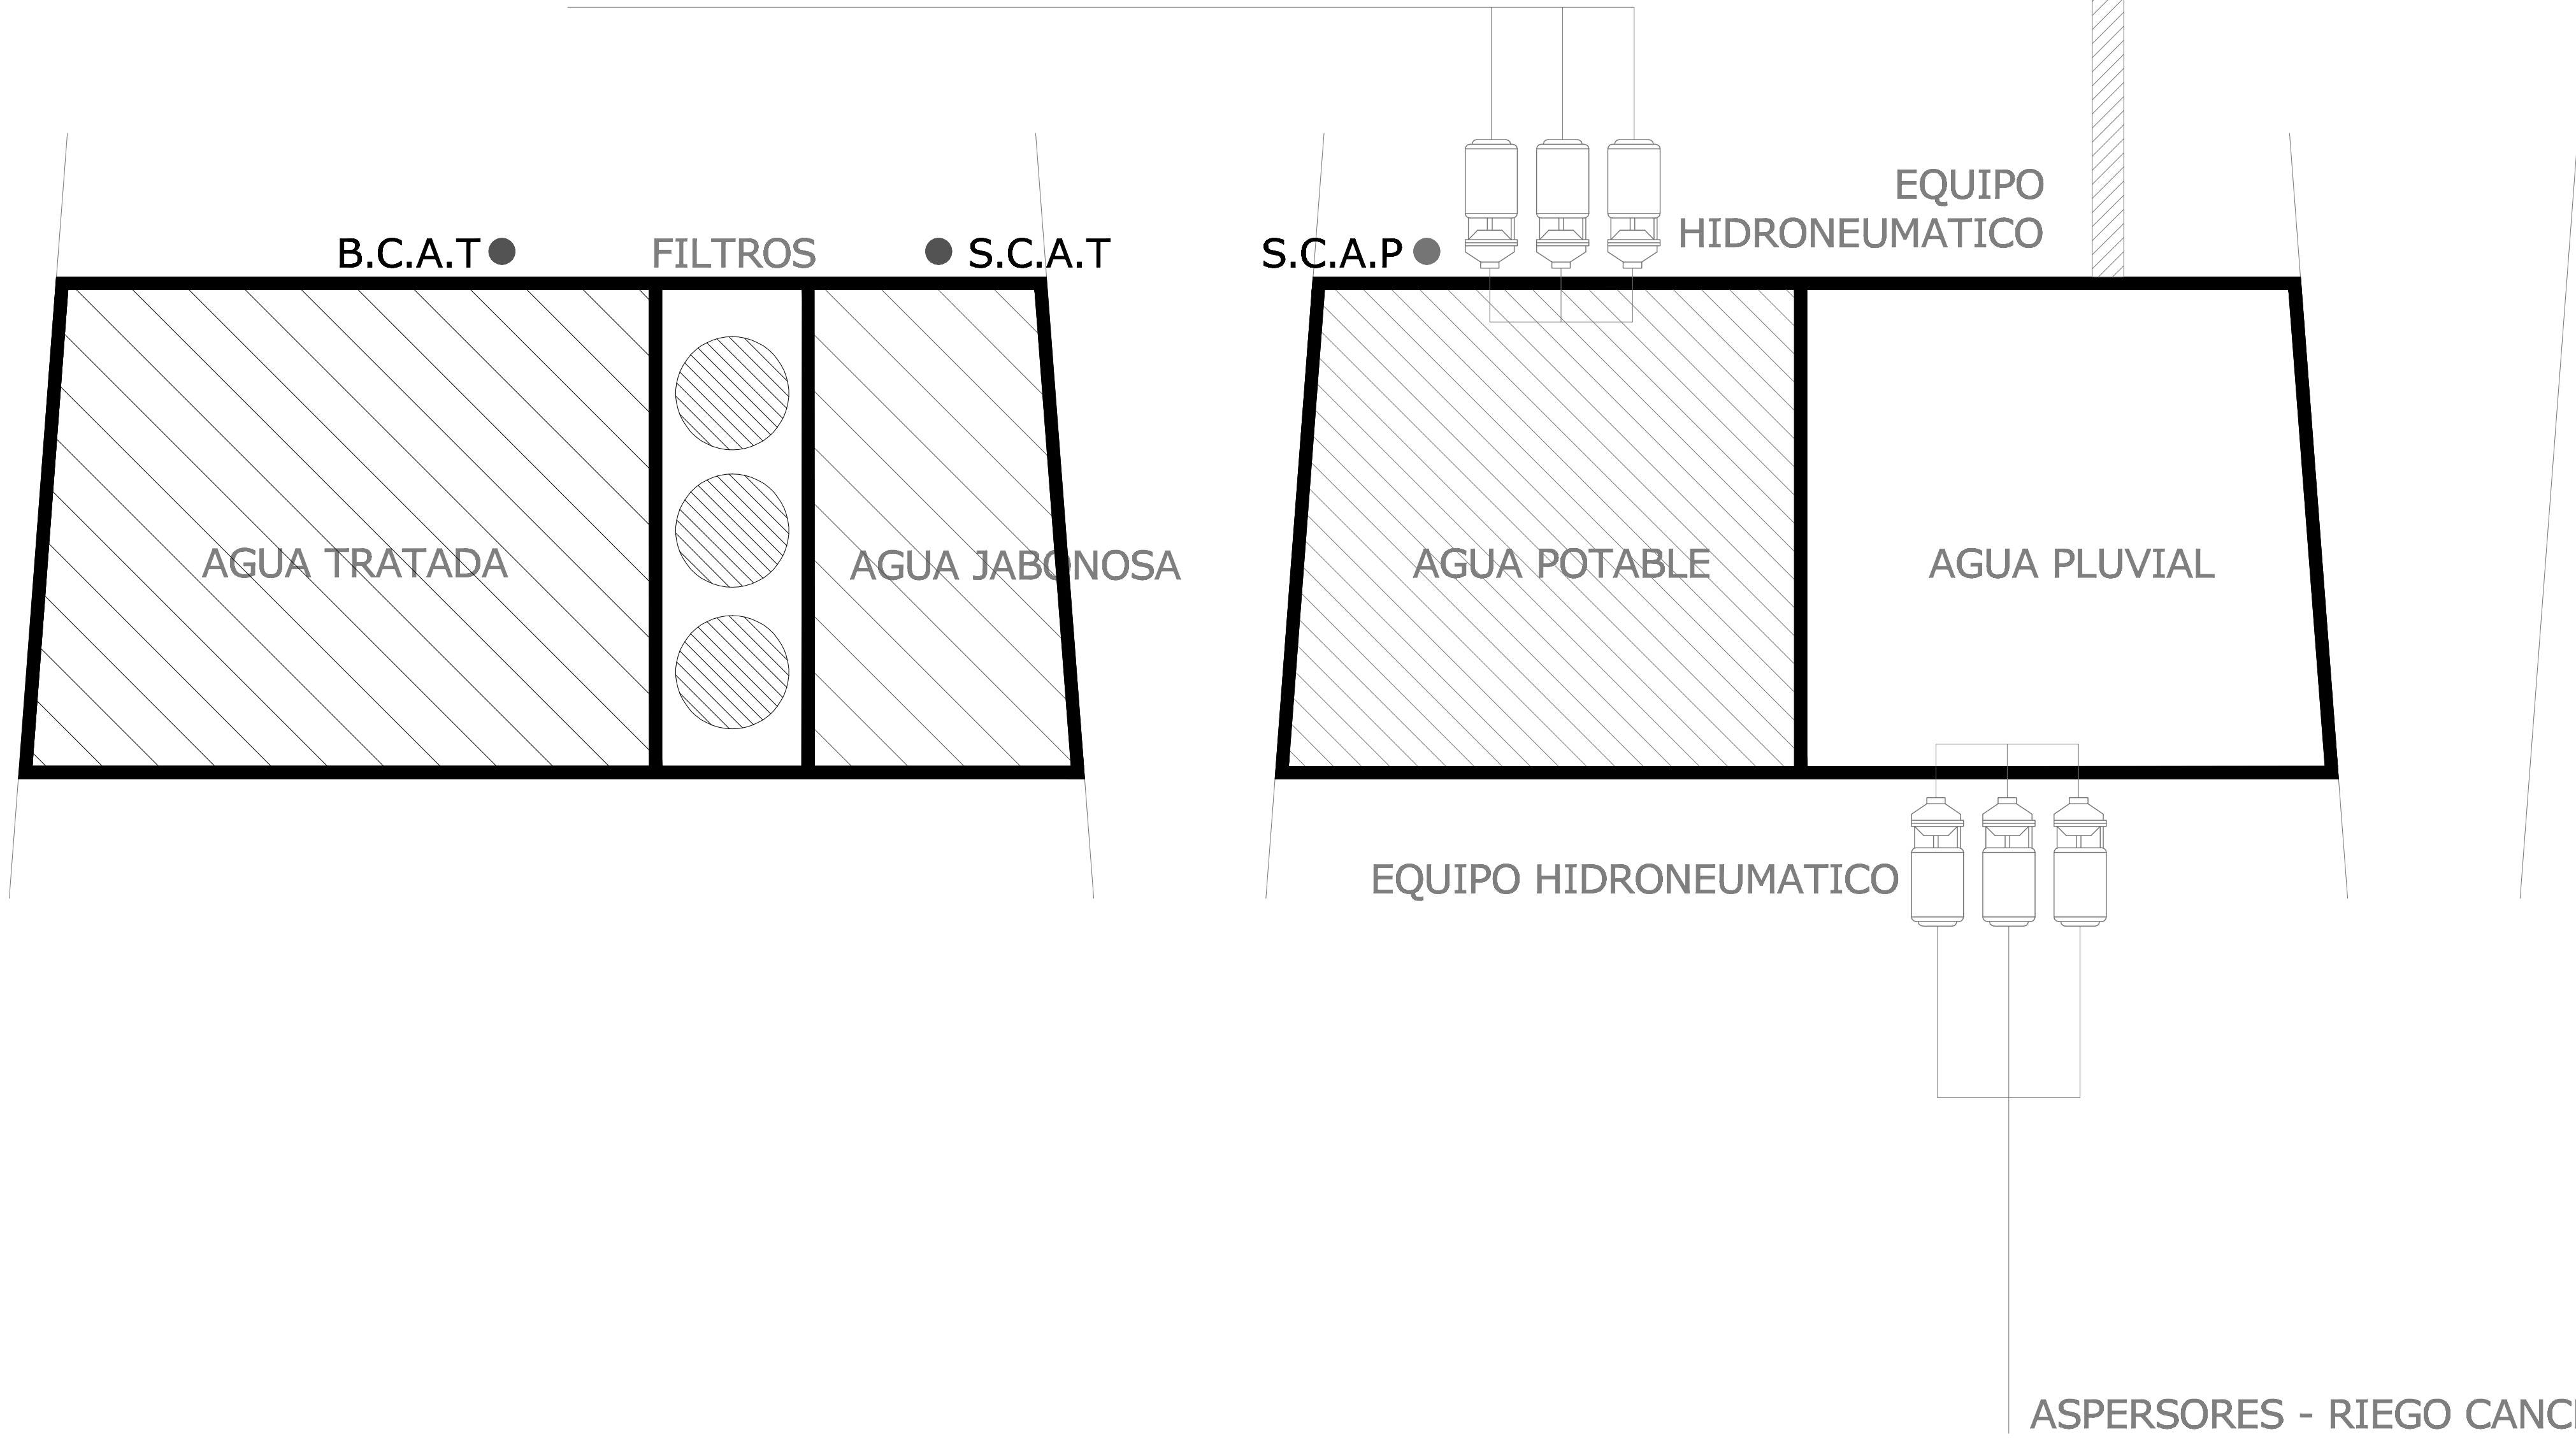 EQUIPO
HIDRONEUMATICO
B.C.A.T
FILTROS
S.C.A.T
S.C.A.P
AGUA TRATADA
AGUA JABONOSA
AGUA POTABLE
AGUA PLUVIAL
EQUIPO HIDRONEUMATICO
ASPERSORES - RIEGO